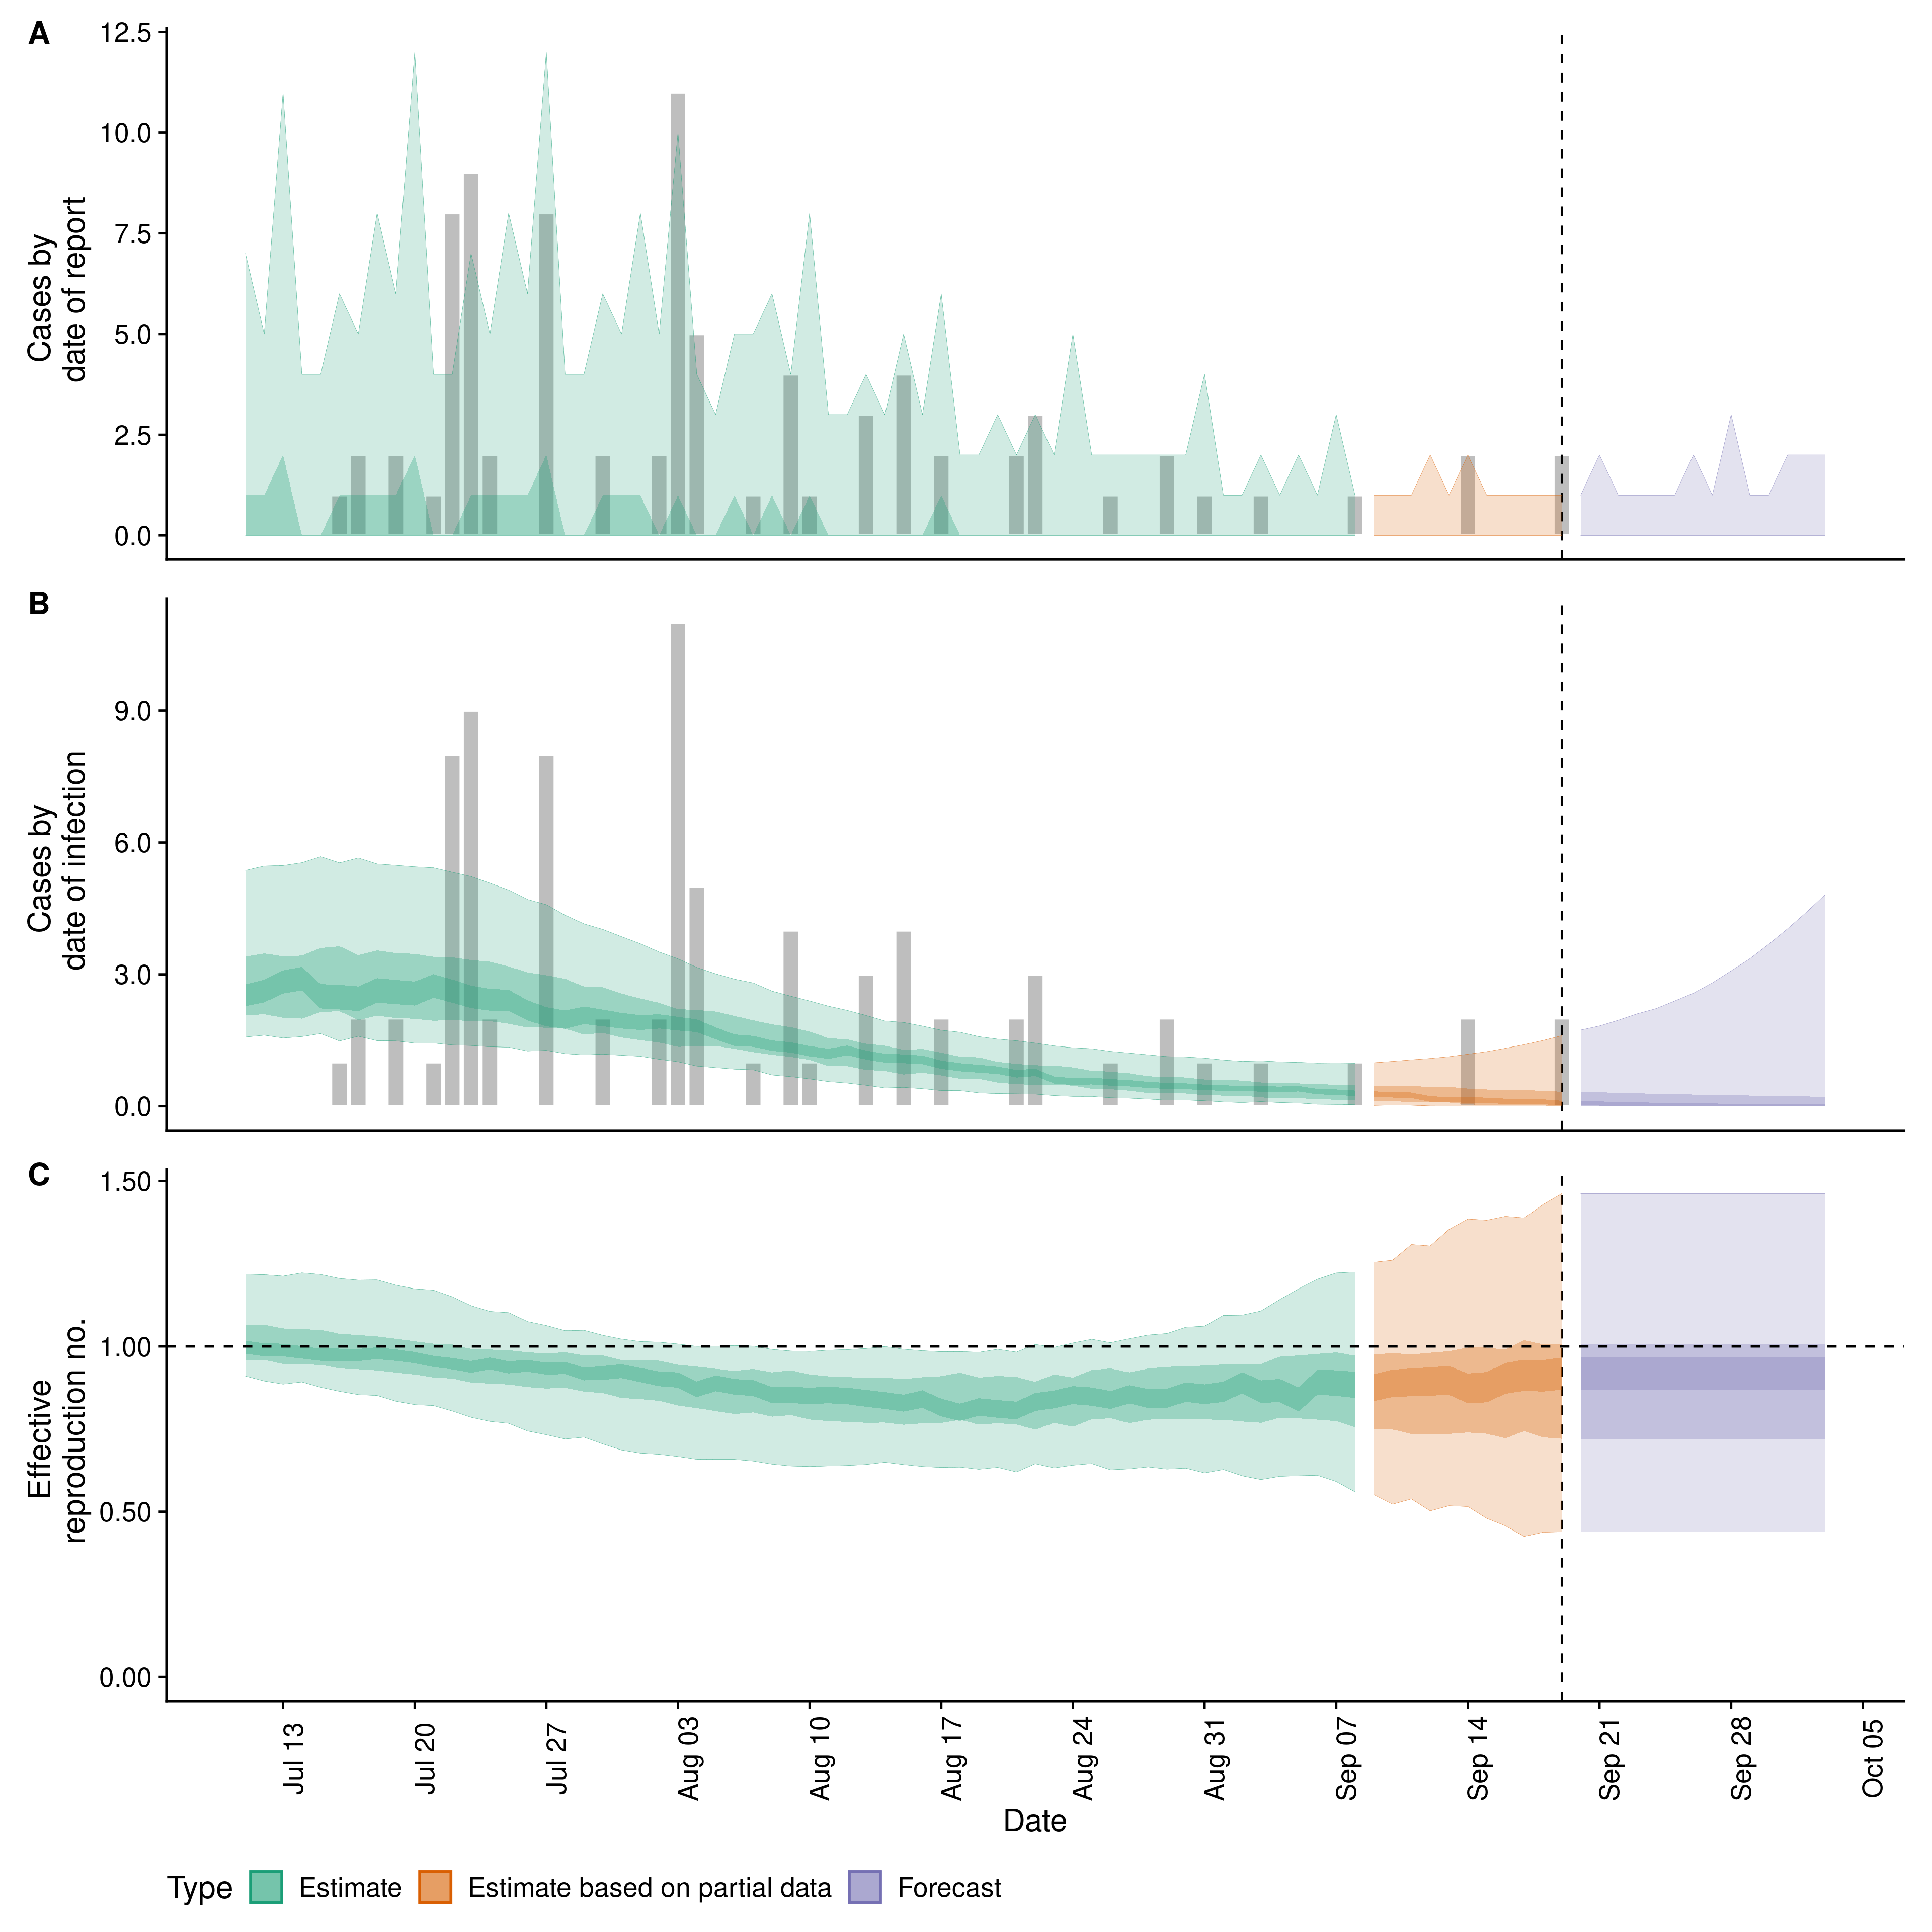 A
12.5
10.0
7.5
5.0
2.5
0.0
Cases by
date of report
B
9.0
6.0
3.0
0.0
Cases by
date of infection
C
1.50
1.00
0.50
0.00
Effective
reproduction no.
Jul 13
Jul 20
Jul 27
Aug 03
Aug 10
Aug 17
Aug 24
Aug 31
Sep 07
Sep 14
Sep 21
Sep 28
Oct 05
Date
Type Estimate Estimate based on partial data Forecast